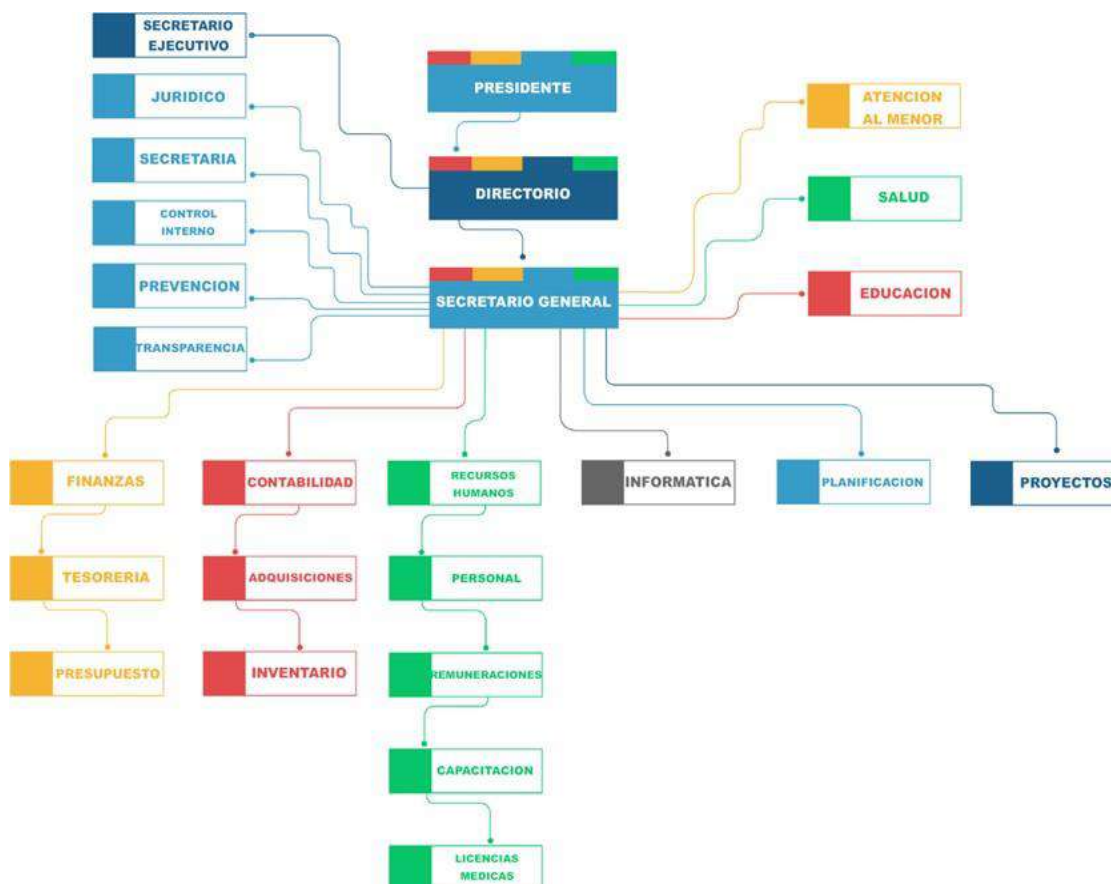 SECRETARIO
EJECUTIVO
PRESIDENTE
JURIDICO
ATENCION
AL MENOR
SECRETARIA
DIRECTORIO
SALUD
CONTROL
INTERNO
PREVENCION
SECRETARIO GENERAL
EDUCACION
TRANSPARENCIA
FINANZAS
CONTABILIDAD
RECURSOS
HUMANOS
INFORMATICA
PLANIFICACION
PROYECTOS
TESORERIA
ADQUISICIONES
PERSONAL
PRESUPUESTO
INVENTARIO
REMUNERACIONES
CAPACITACION
LICENCIAS
MEDICAS